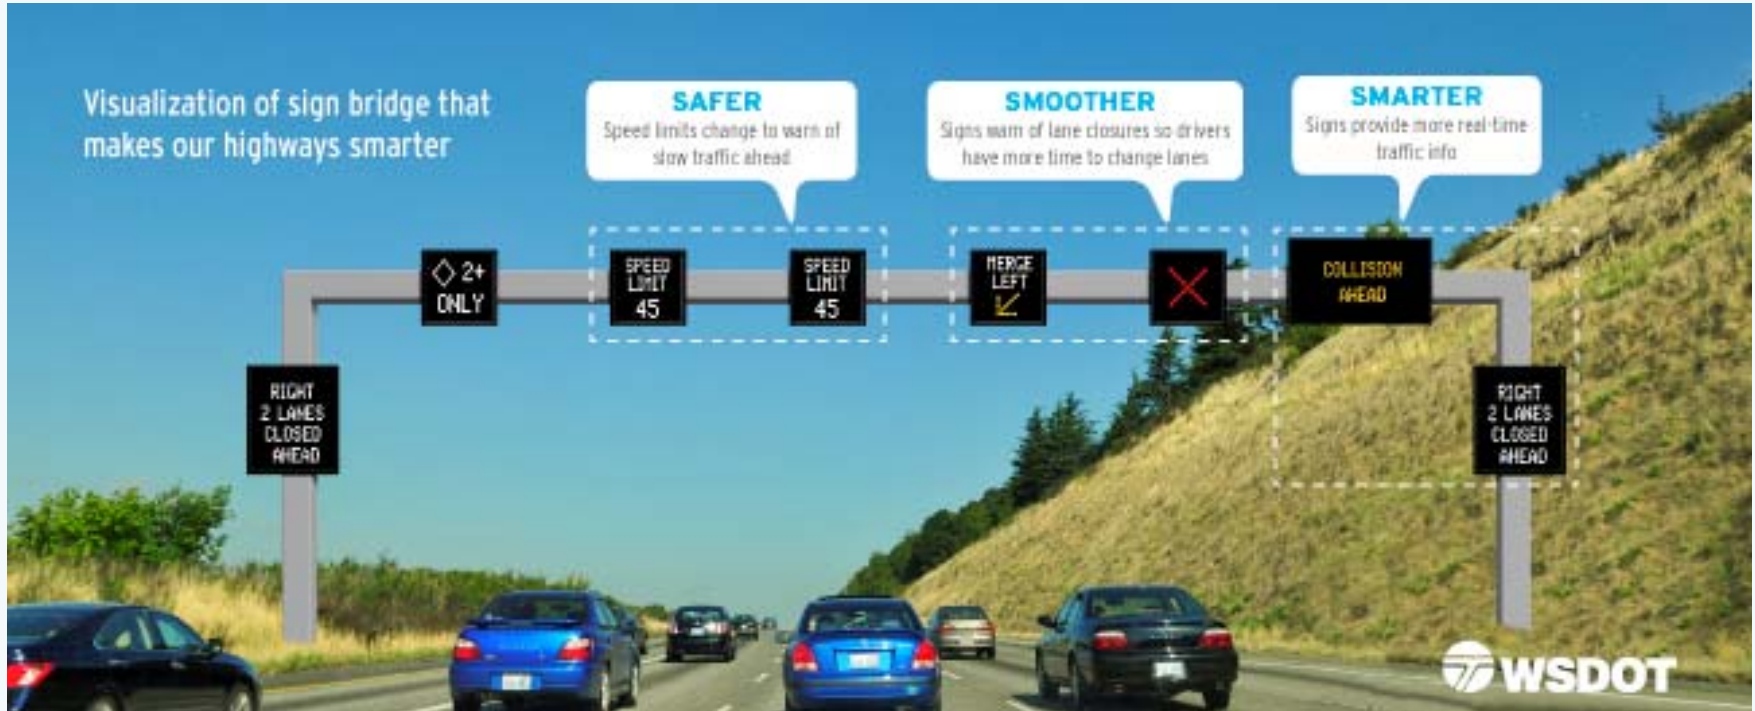 Visualization of sign bridge that
makes our highways smarter
SAFER
Speed limits change to warn of
slow traffic ahead
SMOOTHER
Signs warn of lane closures so drivers
have more time to change lanes
SMARTER
Signs provide more real-time
traffic info
◇ 2+
ONLY
SPEED
LIMIT
45
SPEED
LIMIT
45
MERGE
LEFT
COLLISION
AHEAD
RIGHT
2 LANES
CLOSED
AHEAD
RIGHT
2 LANES
CLOSED
AHEAD
WSDOT